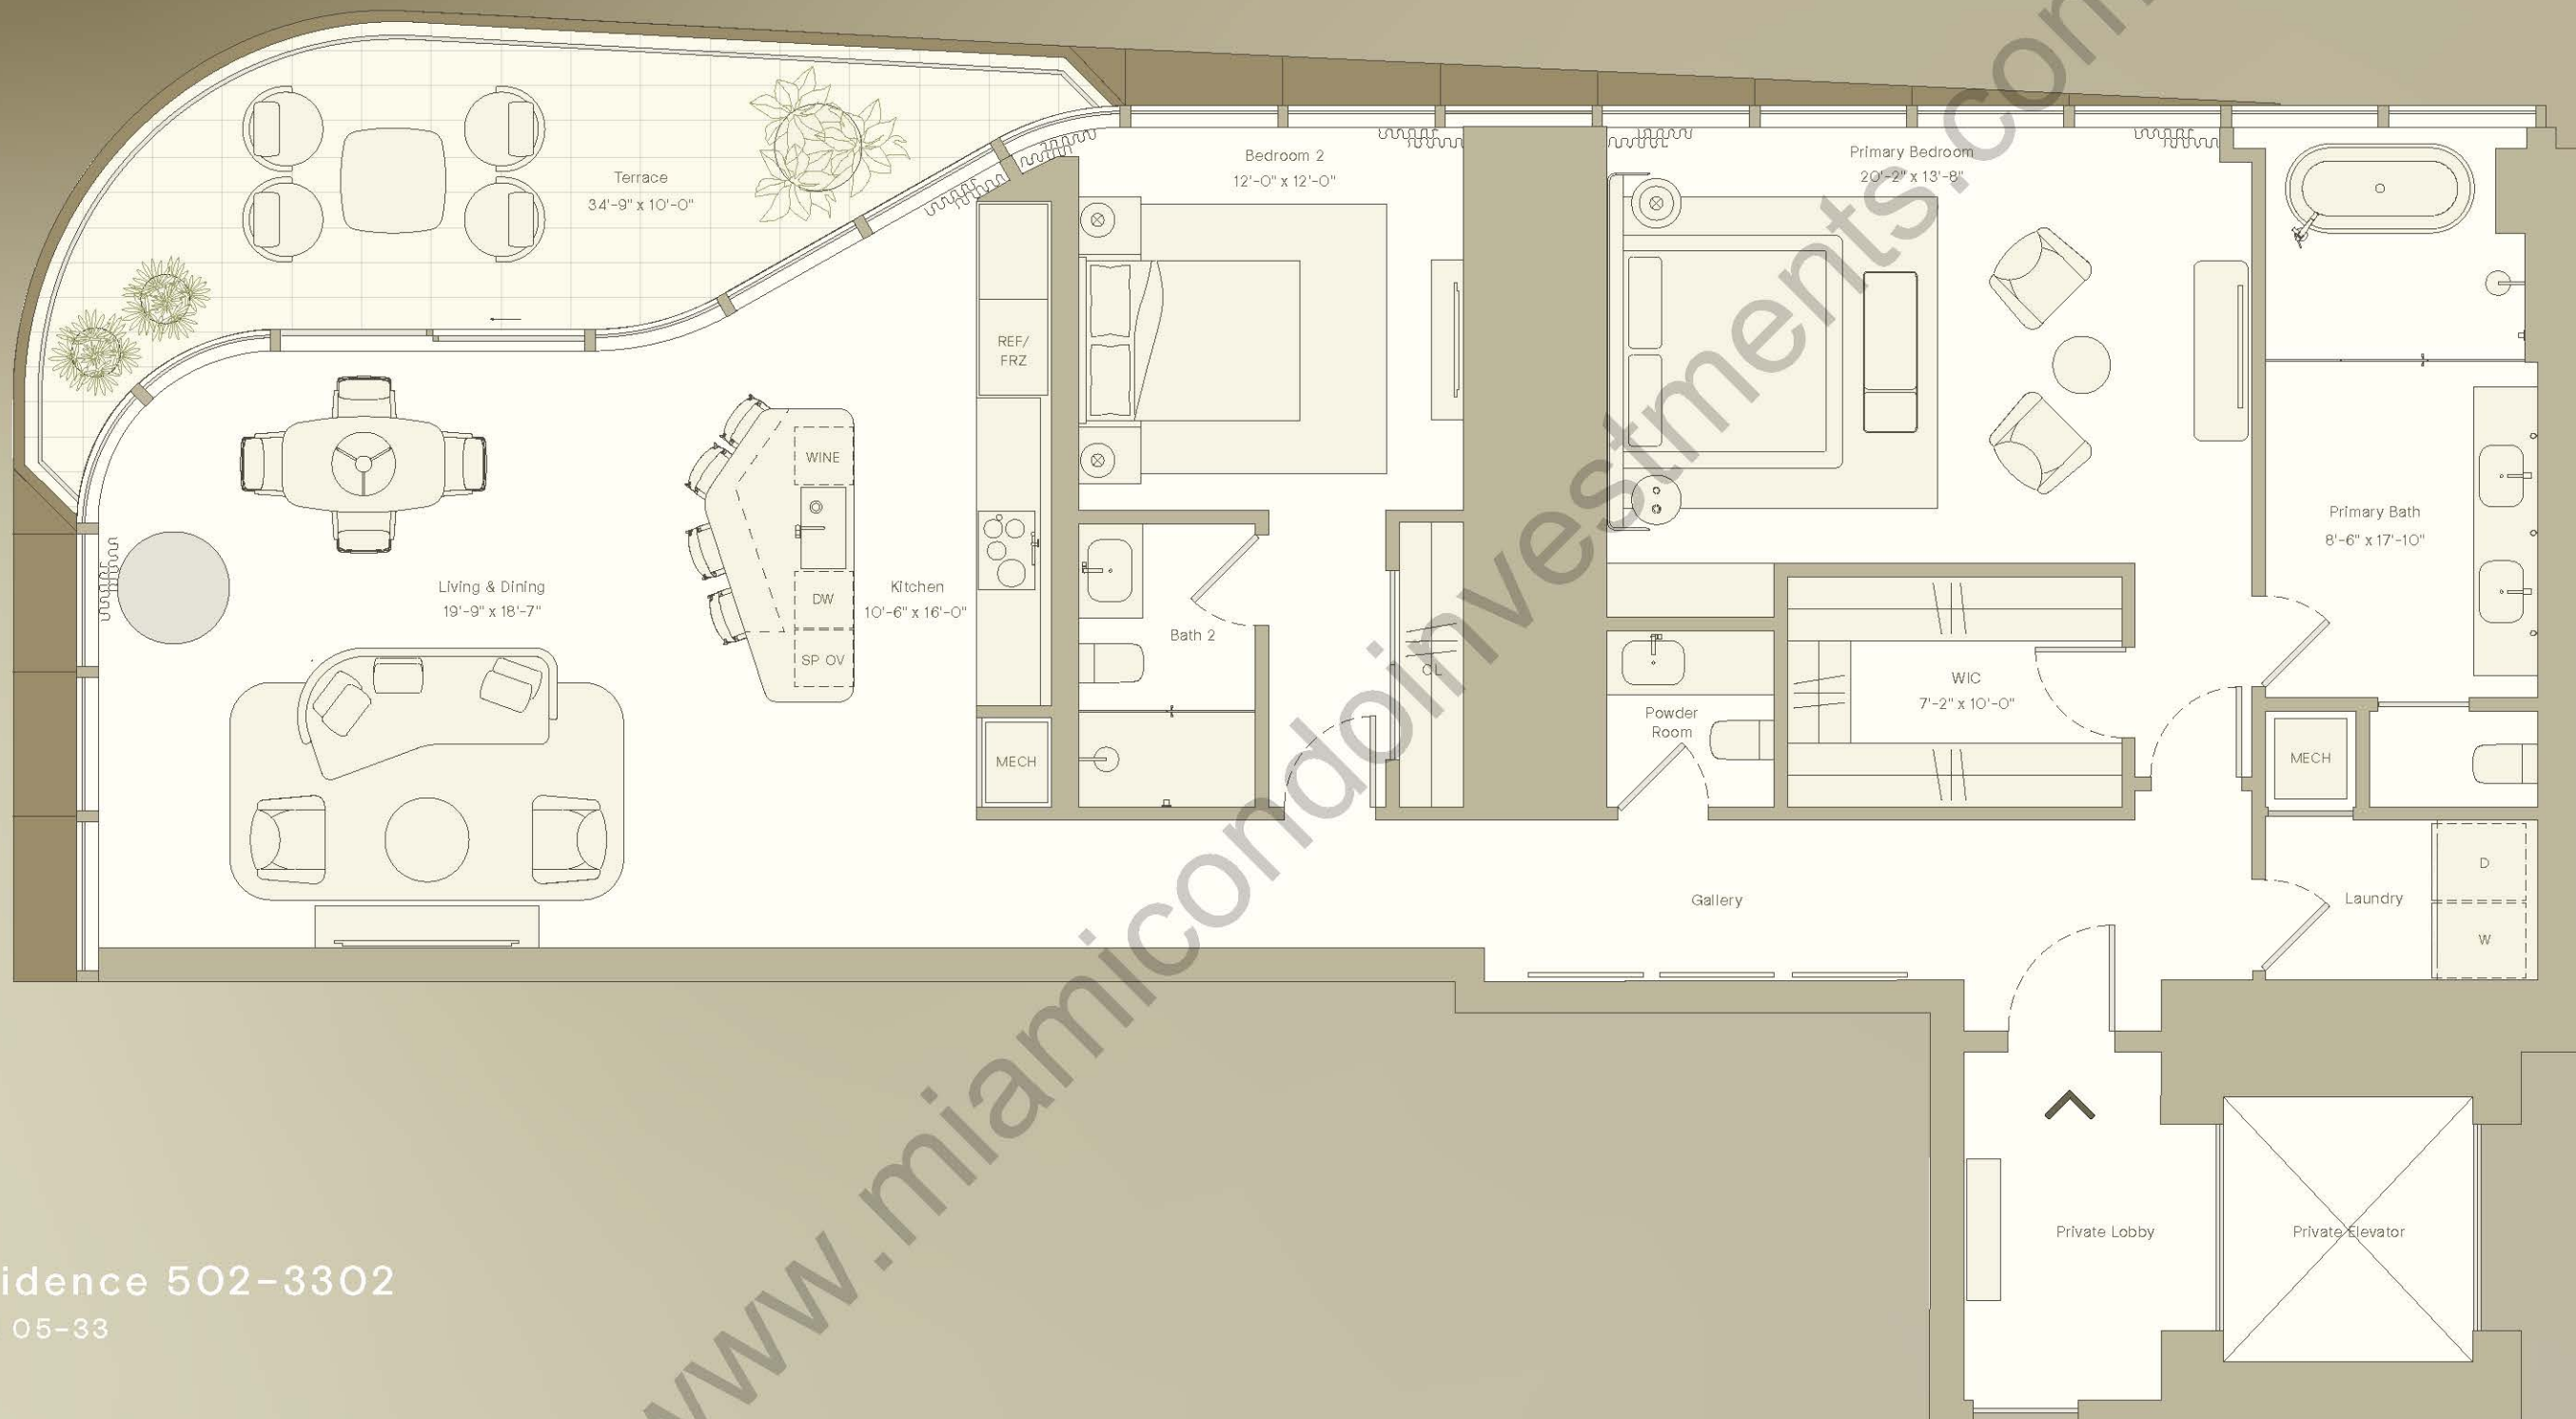 Terrace
34'-9" x 10'-0"
Bedroom 2
12'-0" x 12'-0"
Primary Bedroom
20'-2" x 13'-8"
REF/
FRZ
WINE
DW
SP OV
Living & Dining
19'-9" x 18'-7"
Kitchen
10'-6" x 16'-0"
MECH
Bath 2
CL
Powder
Room
WIC
7'-2" x 10'-0"
Primary Bath
8'-6" x 17'-10"
MECH
D
W
Laundry
Gallery
Private Lobby
Private Elevator
idence 502-3302
05-33
www.miamicondoinvestments.com